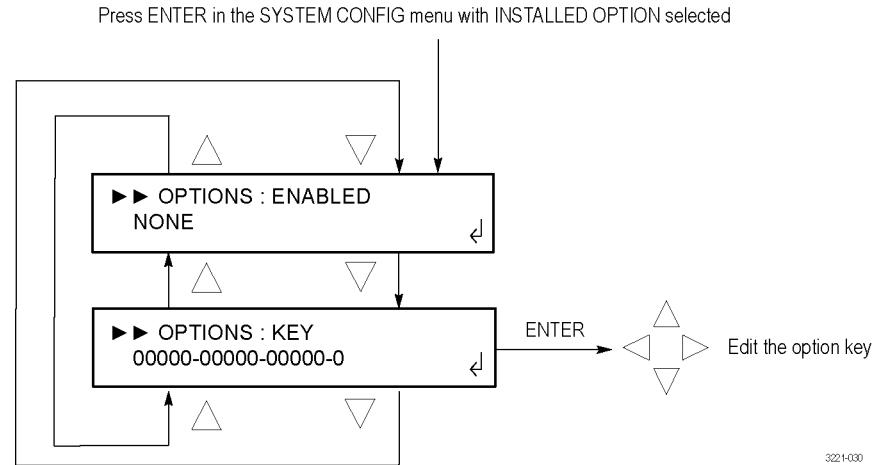 Press ENTER in the SYSTEM CONFIG menu with INSTALLED OPTION selected
►► OPTIONS : ENABLED
NONE
►► OPTIONS : KEY
00000-00000-00000-0
ENTER
Edit the option key
3221-030